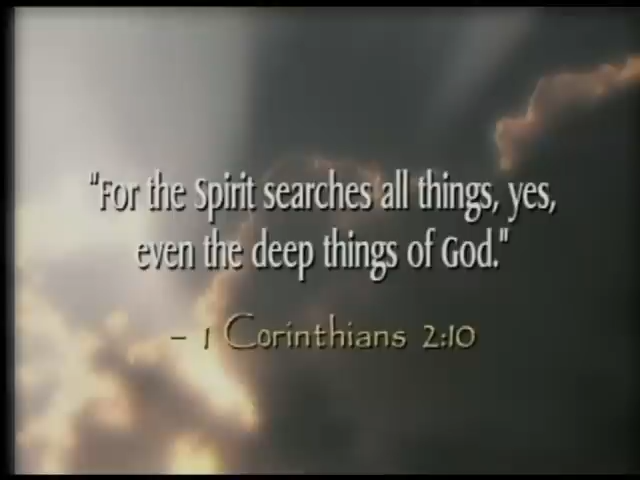 "For the Spirit searches all things, yes,
even the deep things of God."
– 1 Corinthians 2:10